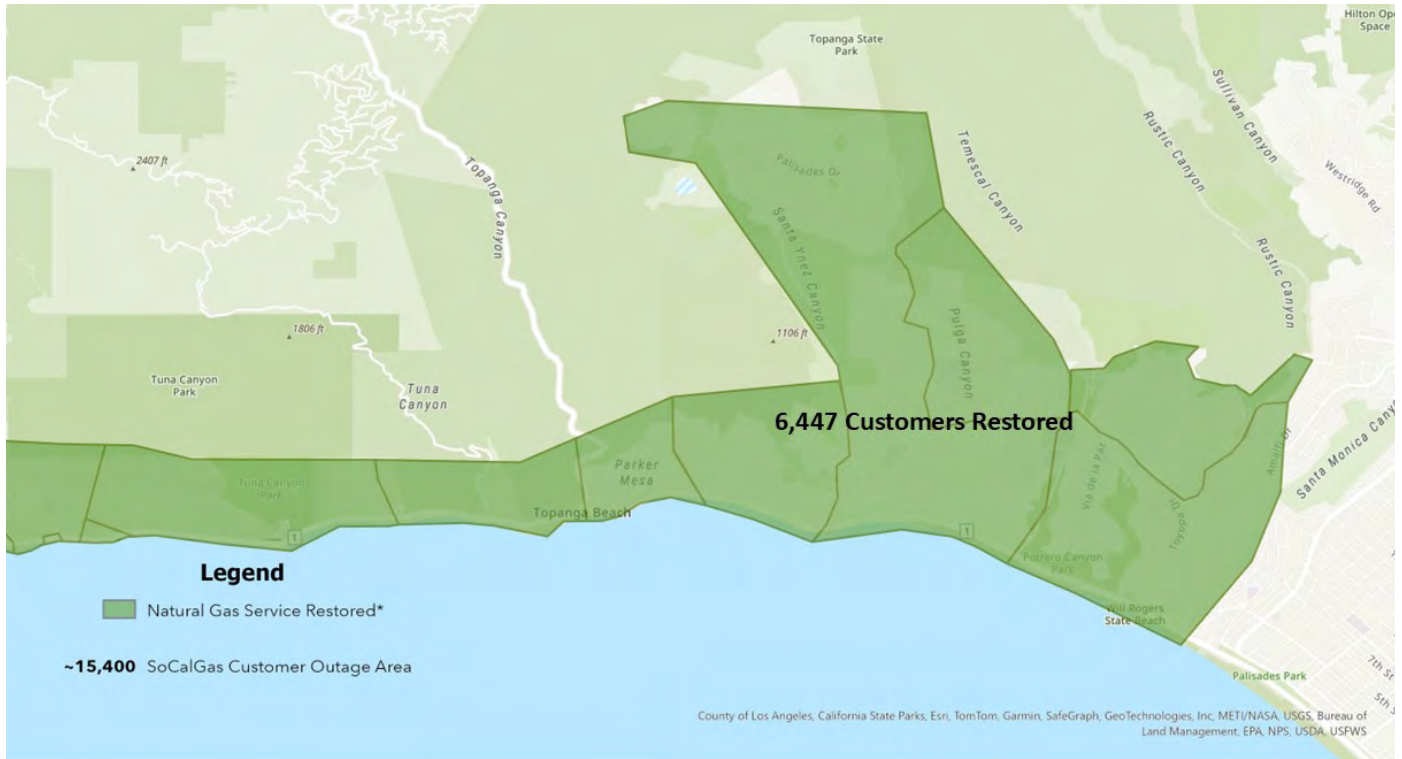 Hilton Ope
Space
Topanga State
Park
Sullivan Canyon
Rustic Canyon
Temescal Canyon
Westridge Rd
2407 ft
Topanga Canyon
Palisades Dr
Santa Ynez Canyon
Rustic Canyon
Pulga Canyon
1806 ft
1106 ft
Tuna Canyon
Park
Tuna
Canyon
6,447 Customers Restored
Santa Monica Canyo
Amalfi Dr
Via de la Paz
Parker
Mesa
Tuna Canyon
Park
Topanga Beach
Toyopa Dr
1
1
Potrero Canyon
Park
Will Rogers
State Beach
Legend
Natural Gas Service Restored*
~15,400 SoCalGas Customer Outage Area
Palisades Park
7th St
5th S
County of Los Angeles, California State Parks, Esri, TomTom, Garmin, SafeGraph, GeoTechnologies, Inc, METI/NASA, USGS, Bureau of
Land Management, EPA, NPS, USDA, USFWS